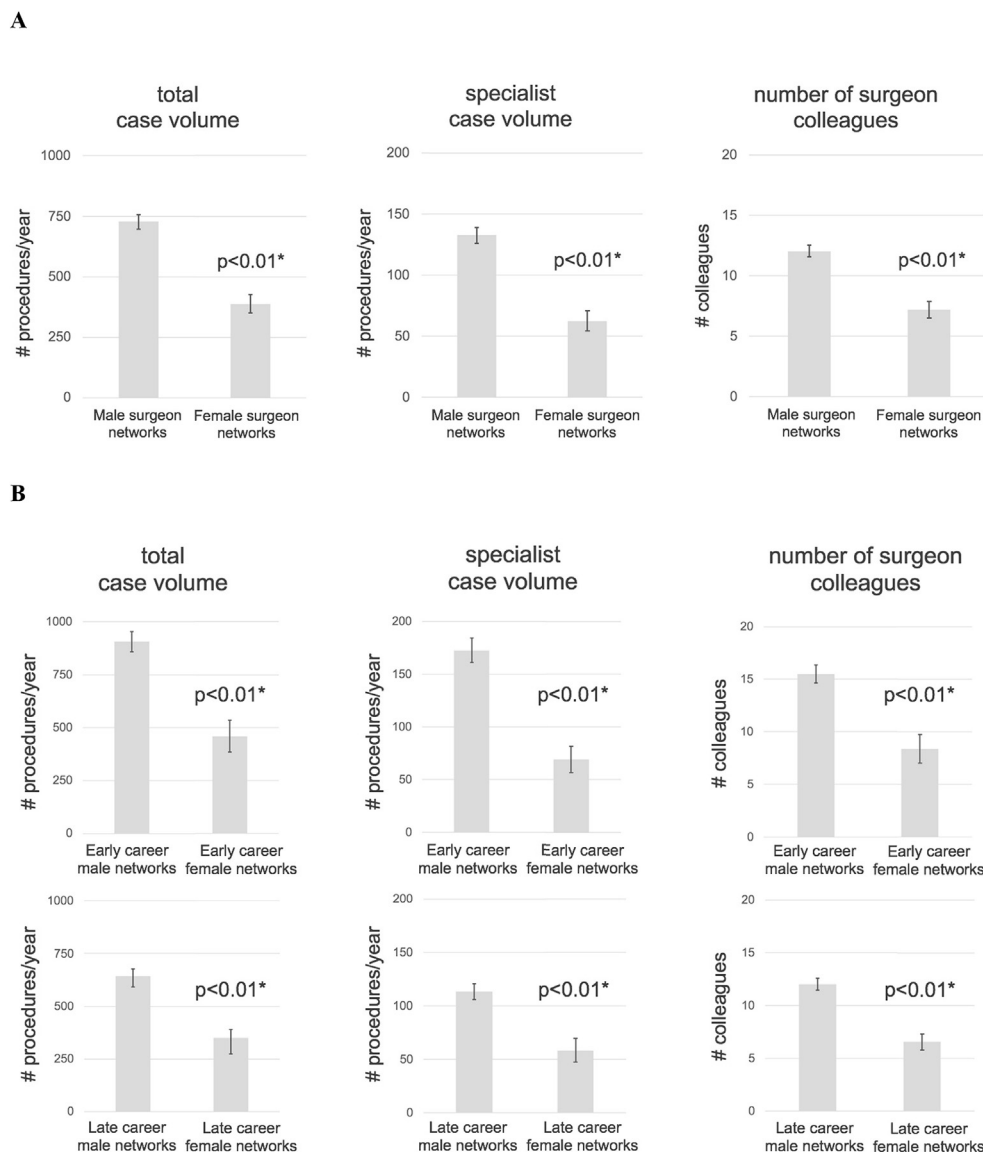 A
total
case volume
specialist
case volume
number of surgeon
colleagues
# procedures/year
1000
750
500
250
0
p<0.01*
Male surgeon
networks
Female surgeon
networks
# procedures/year
200
150
100
50
0
p<0.01*
Male surgeon
networks
Female surgeon
networks
# colleagues
20
15
10
5
0
p<0.01*
Male surgeon
networks
Female surgeon
networks
B
total
case volume
specialist
case volume
number of surgeon
colleagues
# procedures/year
1000
750
500
250
0
p<0.01*
Early career
male networks
Early career
female networks
# procedures/year
200
150
100
50
0
p<0.01*
Early career
male networks
Early career
female networks
# colleagues
20
15
10
5
0
p<0.01*
Early career
male networks
Early career
female networks
# procedures/year
1000
750
500
250
0
p<0.01*
Late career
male networks
Late career
female networks
# procedures/year
200
150
100
50
0
p<0.01*
Late career
male networks
Late career
female networks
# colleagues
20
15
10
5
0
p<0.01*
Late career
male networks
Late career
female networks